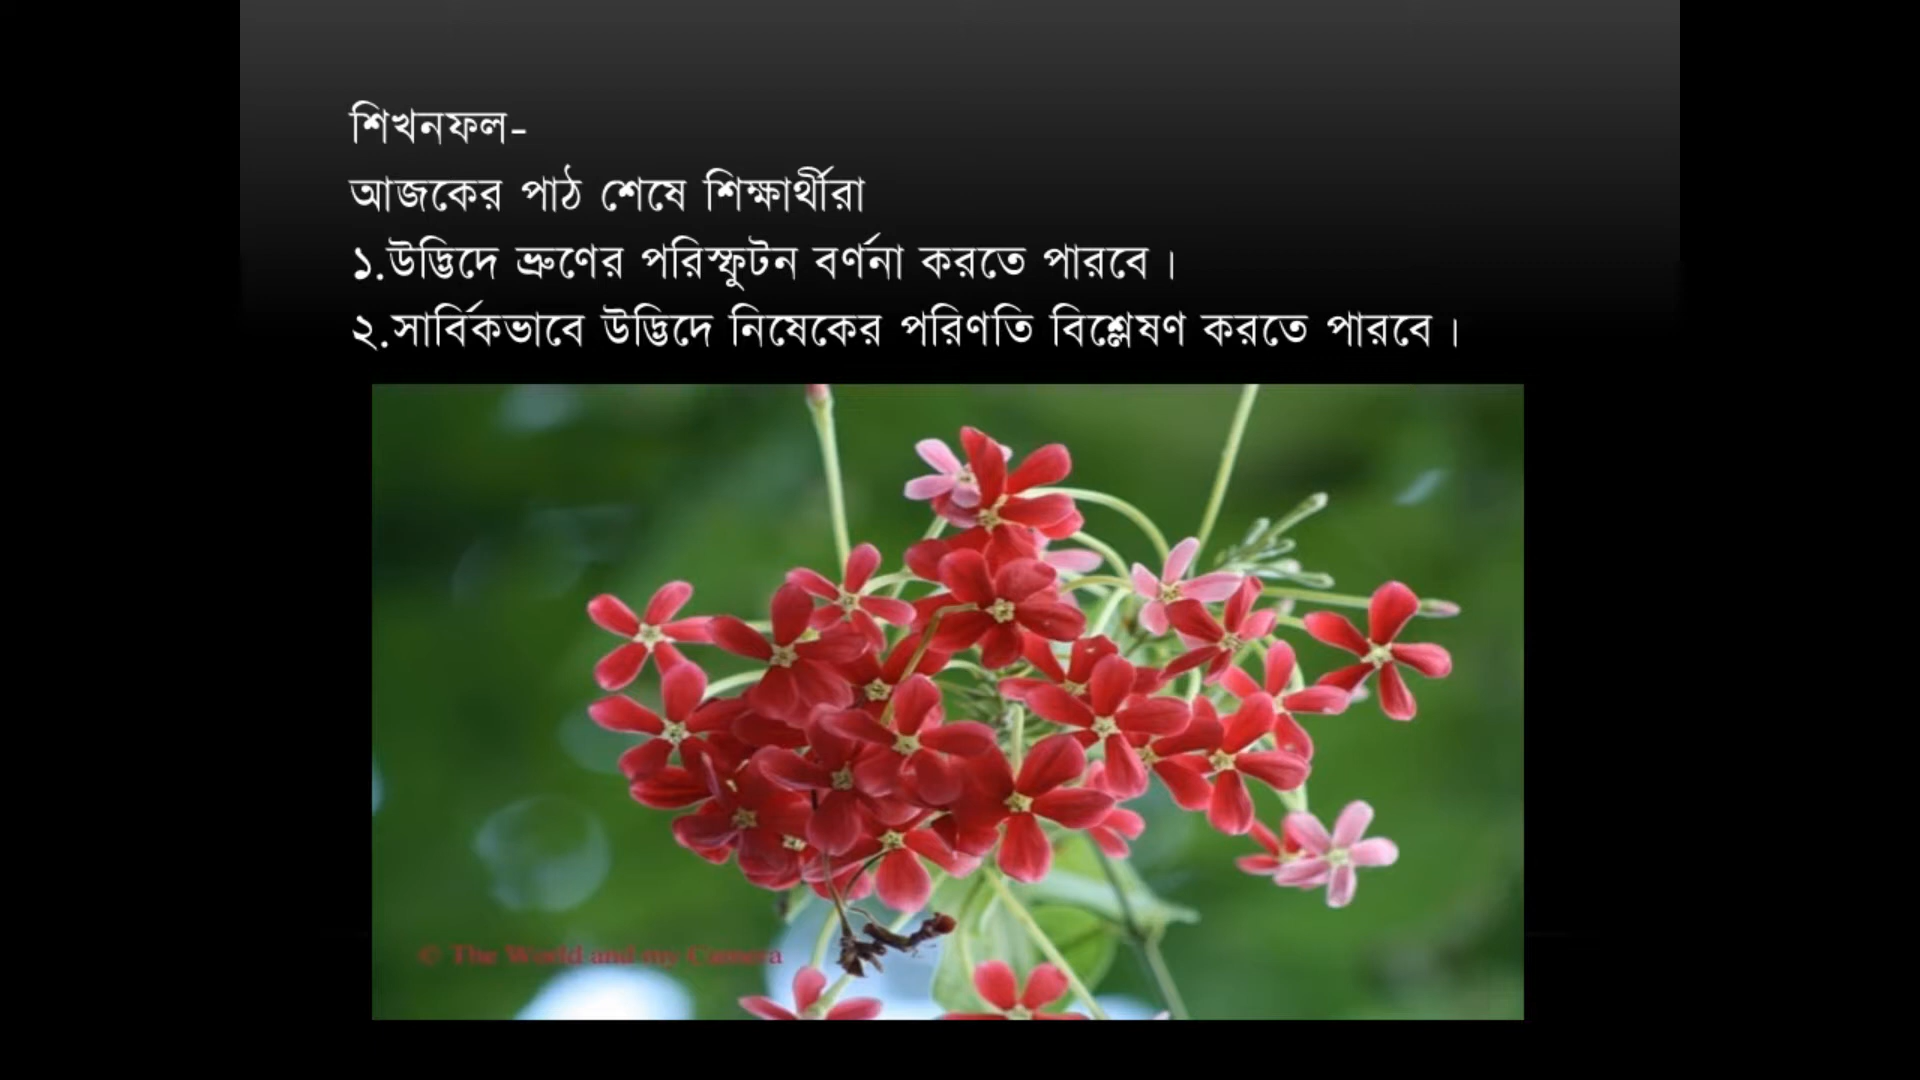 শিখনফল-
আজকের পাঠ শেষে শিক্ষার্থীরা
১.উদ্ভিদে ভ্রুণের পরিস্ফুটন বর্ণনা করতে পারবে।
২.সার্বিকভাবে উদ্ভিদে নিষেকের পরিণতি বিশ্লেষণ করতে পারবে।
© The World and my Camera